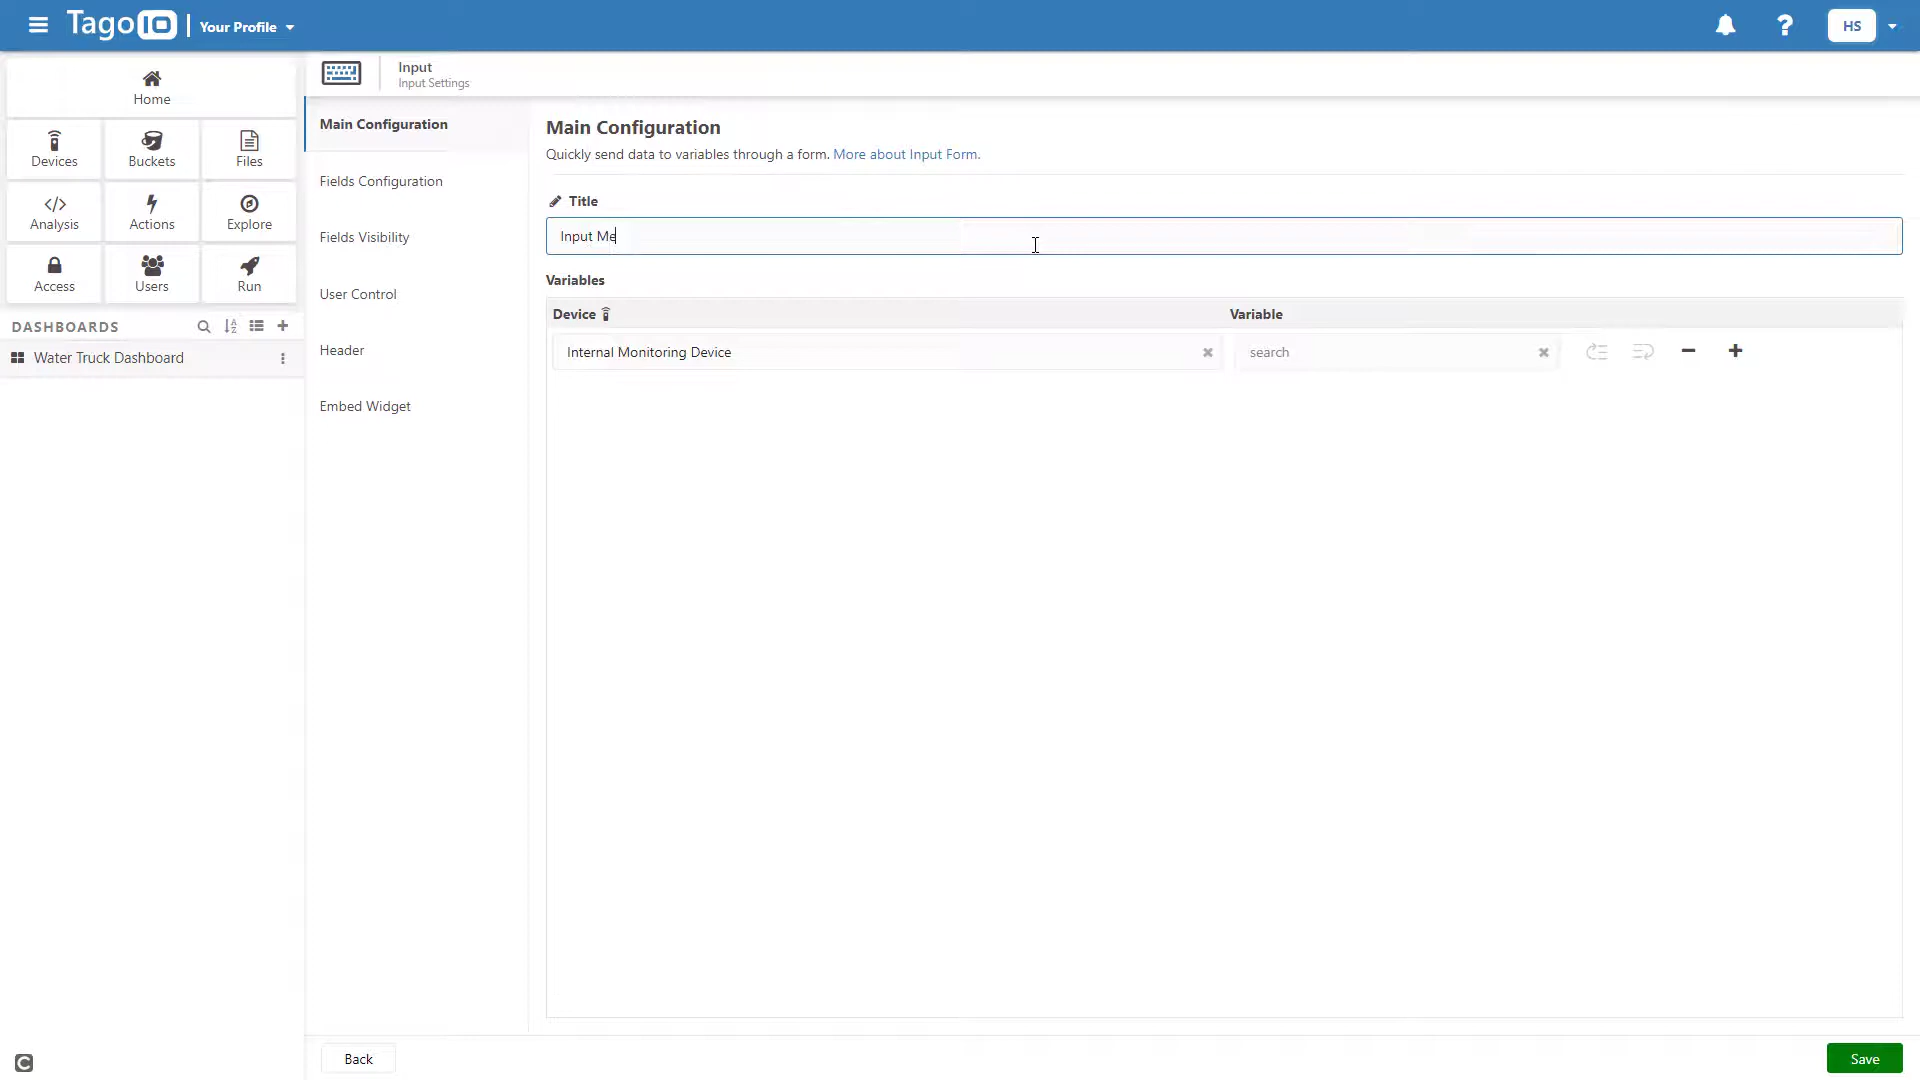 TagoIO | Your Profile
HS
Home
Devices
Buckets
Files
Analysis
Actions
Explore
Access
Users
Run
DASHBOARDS
Water Truck Dashboard
Input
Input Settings
Main Configuration
Fields Configuration
Fields Visibility
User Control
Header
Embed Widget
Main Configuration
Quickly send data to variables through a form. More about Input Form.
Title
Input Me
Variables
Device
Variable
Internal Monitoring Device
search
Back
Save